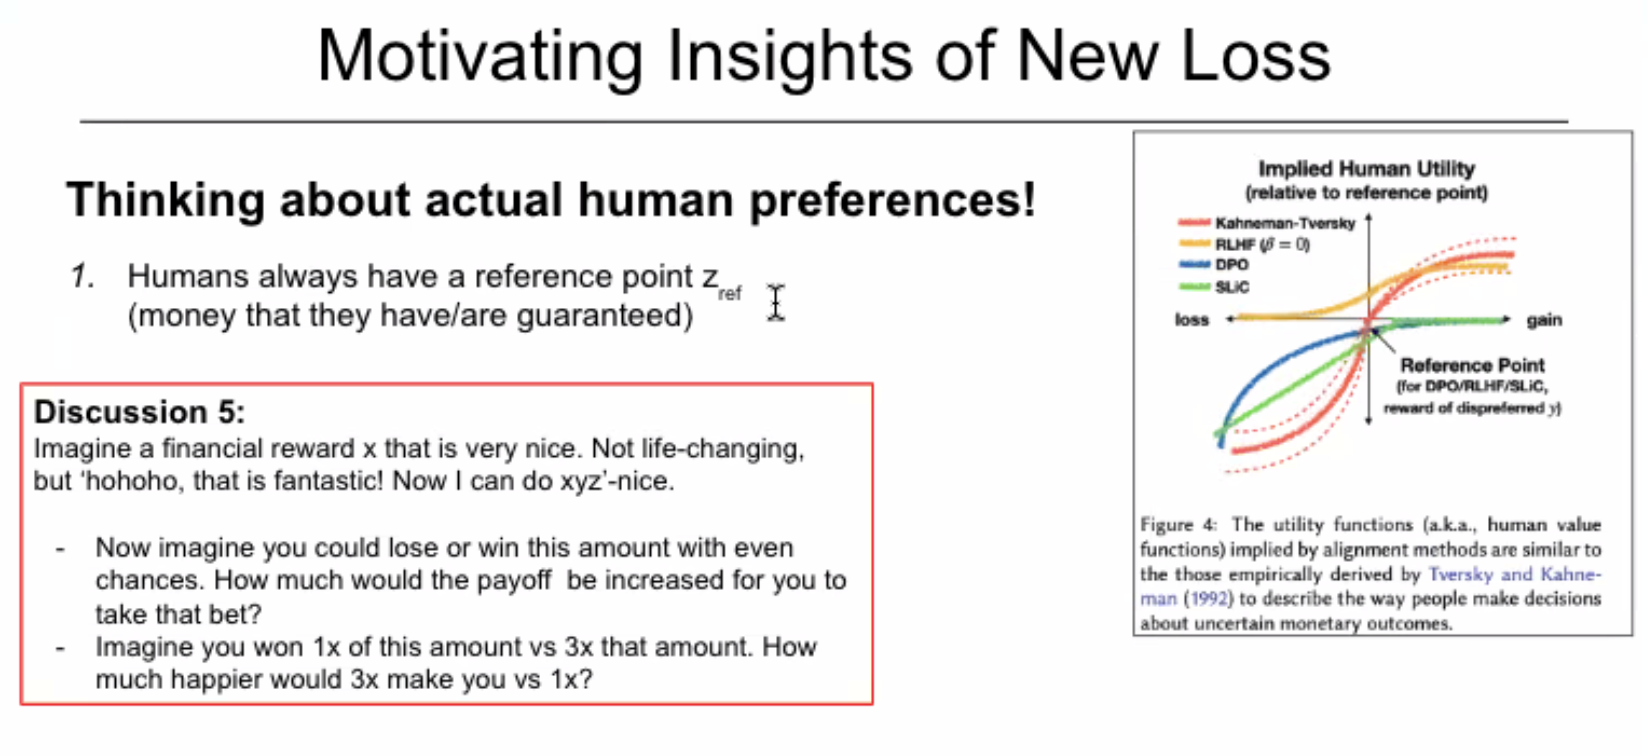 Motivating Insights of New Loss
Thinking about actual human preferences!
1. Humans always have a reference point z_ref
(money that they have/are guaranteed)
Discussion 5:
Imagine a financial reward x that is very nice. Not life-changing,
but 'hohoho, that is fantastic! Now I can do xyz'-nice.
- Now imagine you could lose or win this amount with even
chances. How much would the payoff be increased for you to
take that bet?
- Imagine you won 1x of this amount vs 3x that amount. How
much happier would 3x make you vs 1x?
Implied Human Utility
(relative to reference point)
Kahneman-Tversky
RLHF (β = 0)
DPO
SLiC
loss
gain
Reference Point
(for DPO/RLHF/SLiC,
reward of dispreferred y)
Figure 4: The utility functions (a.k.a., human value
functions) implied by alignment methods are similar to
the those empirically derived by Tversky and Kahne-
man (1992) to describe the way people make decisions
about uncertain monetary outcomes.